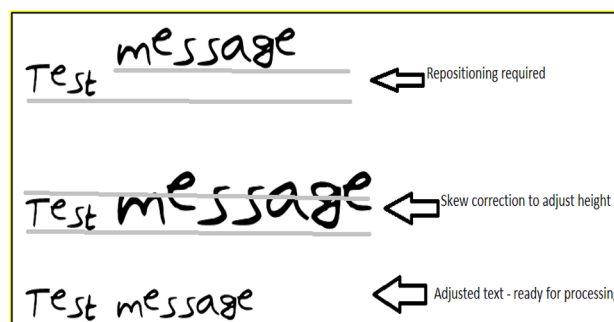 Test message
Repositioning required
Test message
Skew correction to adjust height
Test message
Adjusted text - ready for processing